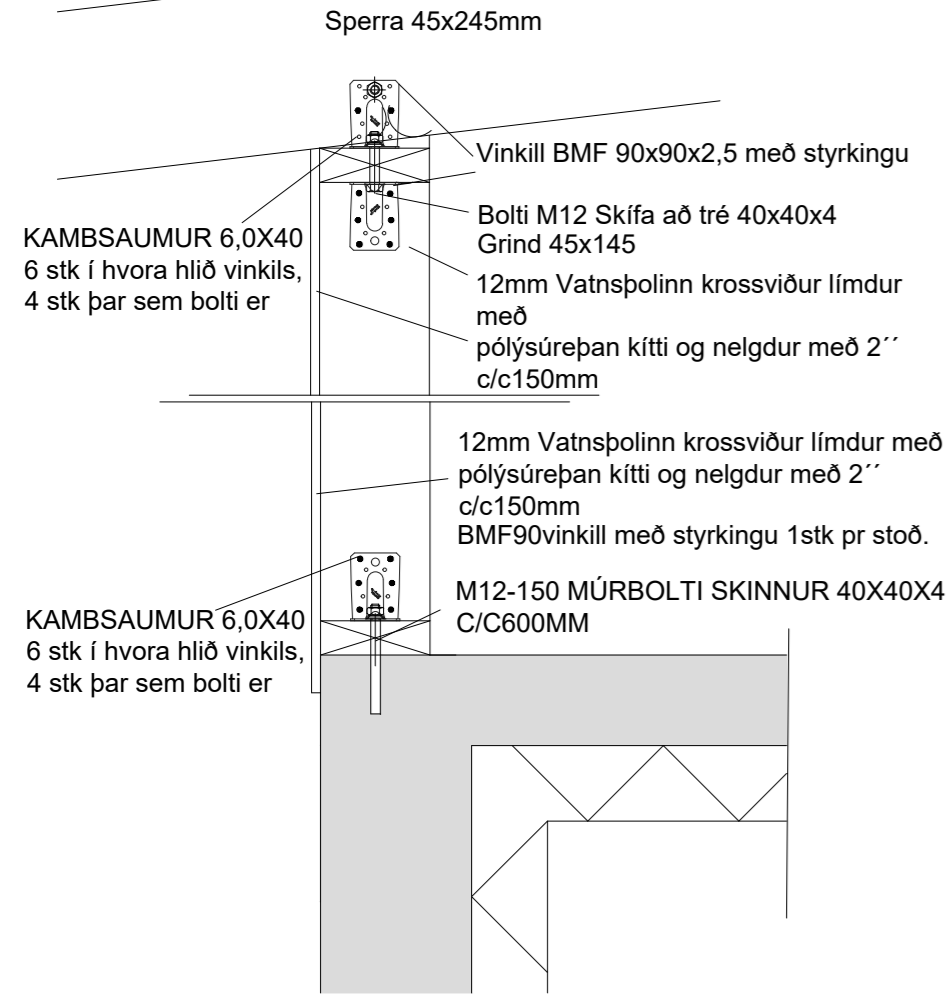 Sperra 45x245mm
Vinkill BMF 90x90x2,5 með styrkingu
Bolti M12 Skífa að tré 40x40x4
Grind 45x145
KAMBSAUMUR 6,0X40
6 stk í hvora hlið vinkils,
4 stk þar sem bolti er
12mm Vatnsþolinn krossviður límdur
með
pólýsúreþan kítti og nelgdur með 2´´
c/c150mm
12mm Vatnsþolinn krossviður límdur með
pólýsúreþan kítti og nelgdur með 2´´
c/c150mm
BMF90vinkill með styrkingu 1stk pr stoð.
M12-150 MÚRBOLTI SKINNUR 40X40X4
C/C600MM
KAMBSAUMUR 6,0X40
6 stk í hvora hlið vinkils,
4 stk þar sem bolti er